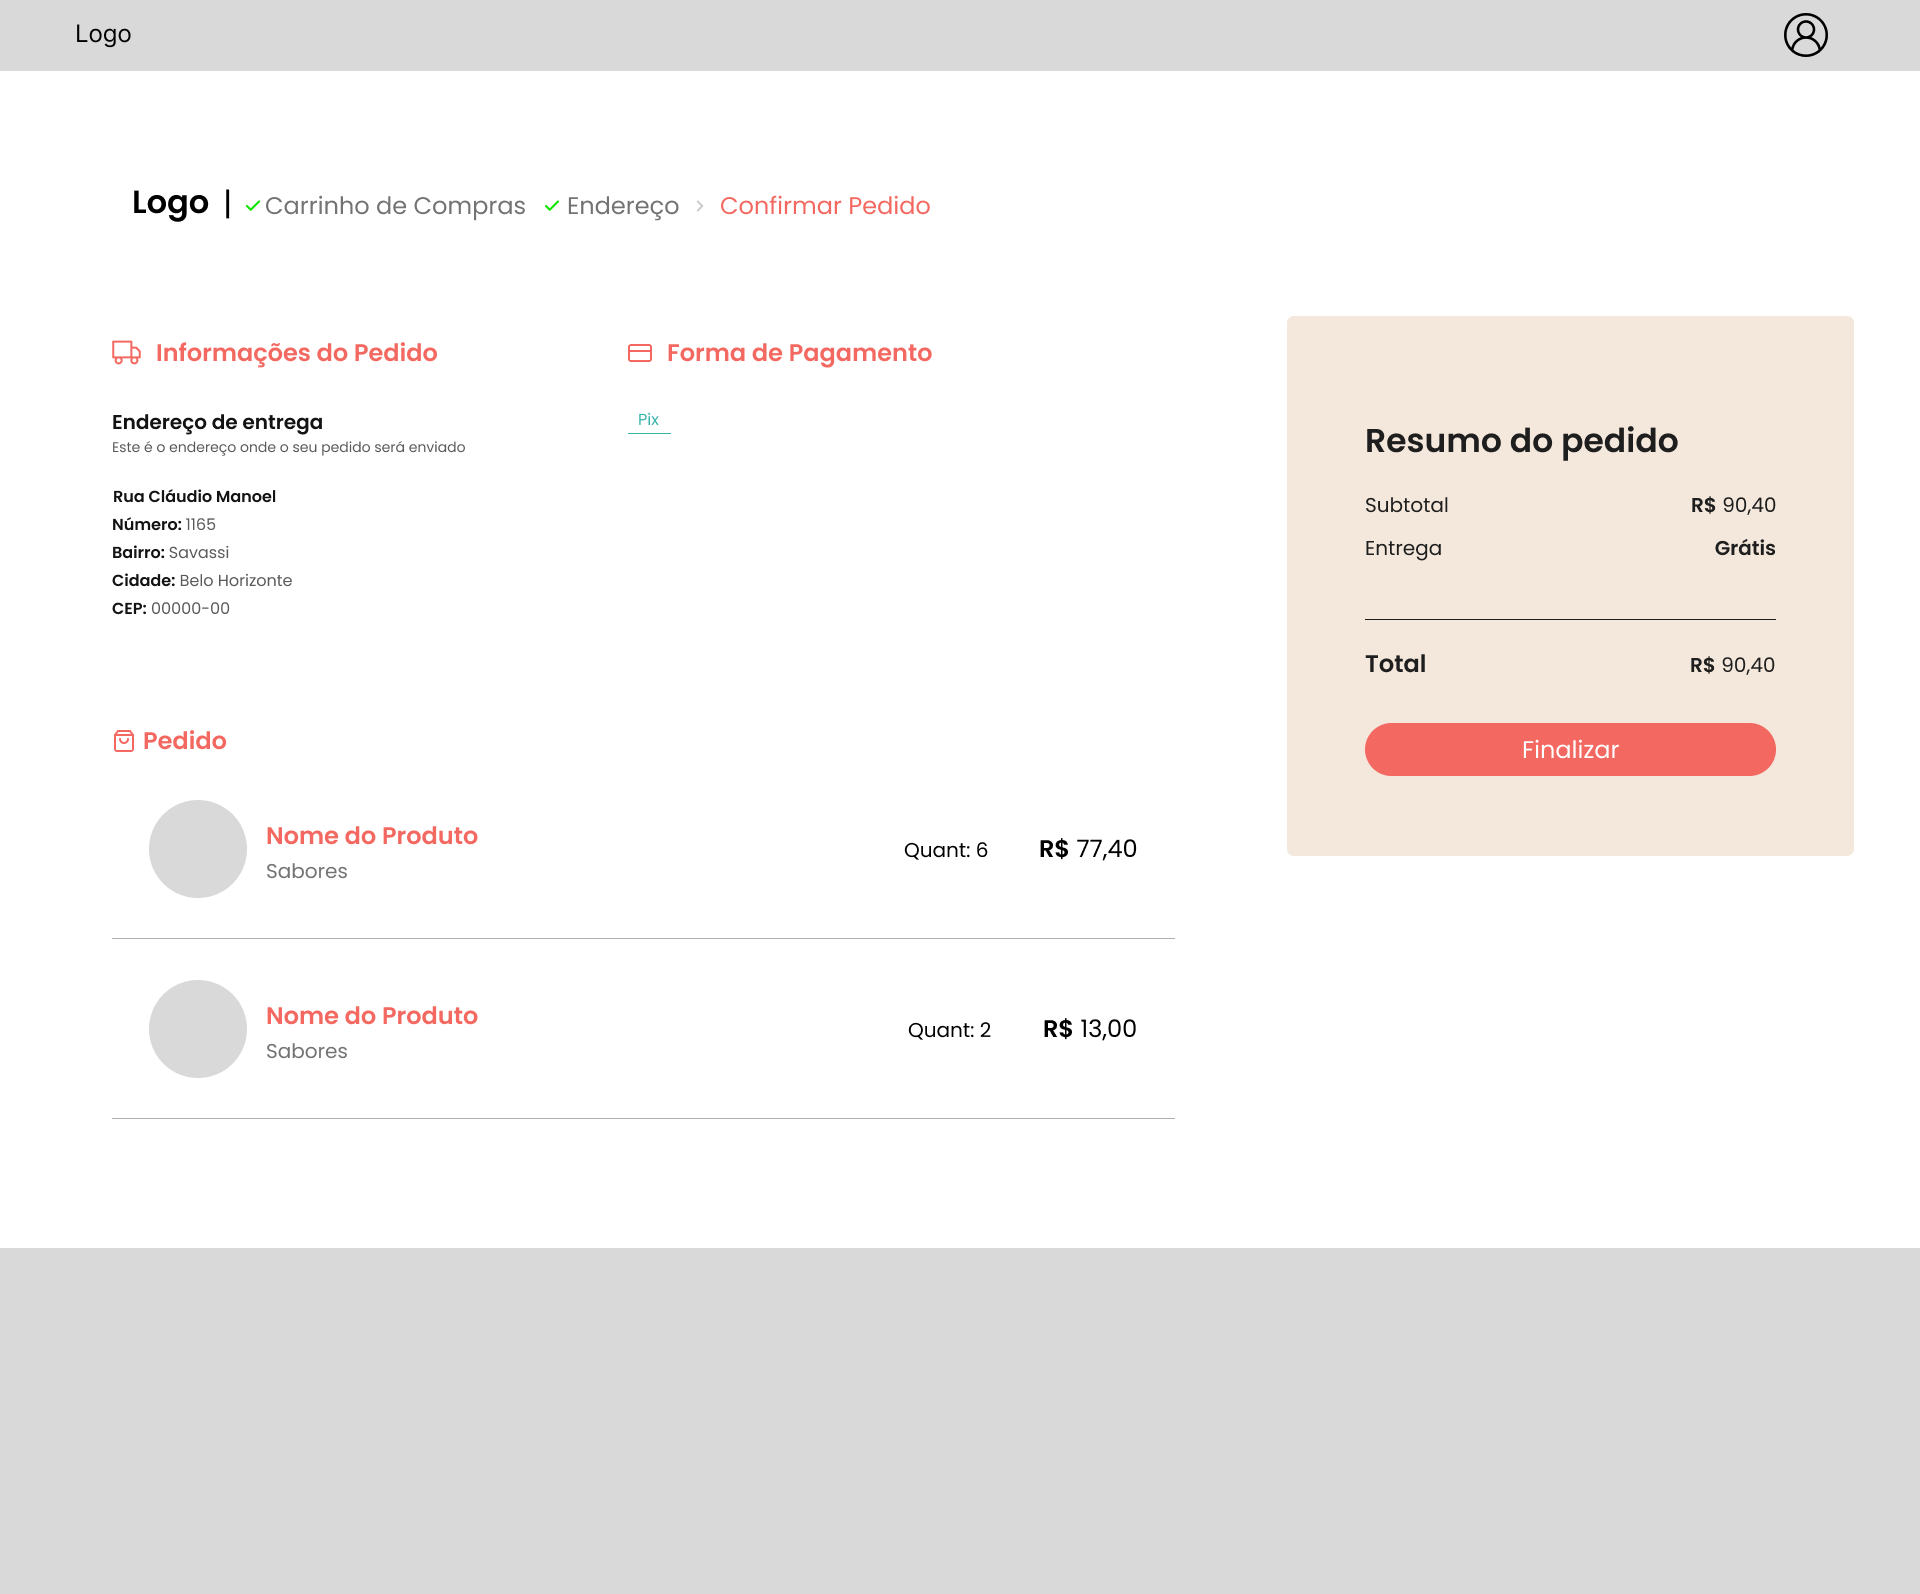 Logo
Logo | Carrinho de Compras Endereço Confirmar Pedido
Informações do Pedido
Endereço de entrega
Este é o endereço onde o seu pedido será enviado
Rua Cláudio Manoel
Número: 1165
Bairro: Savassi
Cidade: Belo Horizonte
CEP: 00000-00
Forma de Pagamento
Pix
Pedido
Nome do Produto
Sabores
Quant: 6 R$ 77,40
Nome do Produto
Sabores
Quant: 2 R$ 13,00
Resumo do pedido
Subtotal R$ 90,40
Entrega Grátis
Total R$ 90,40
Finalizar